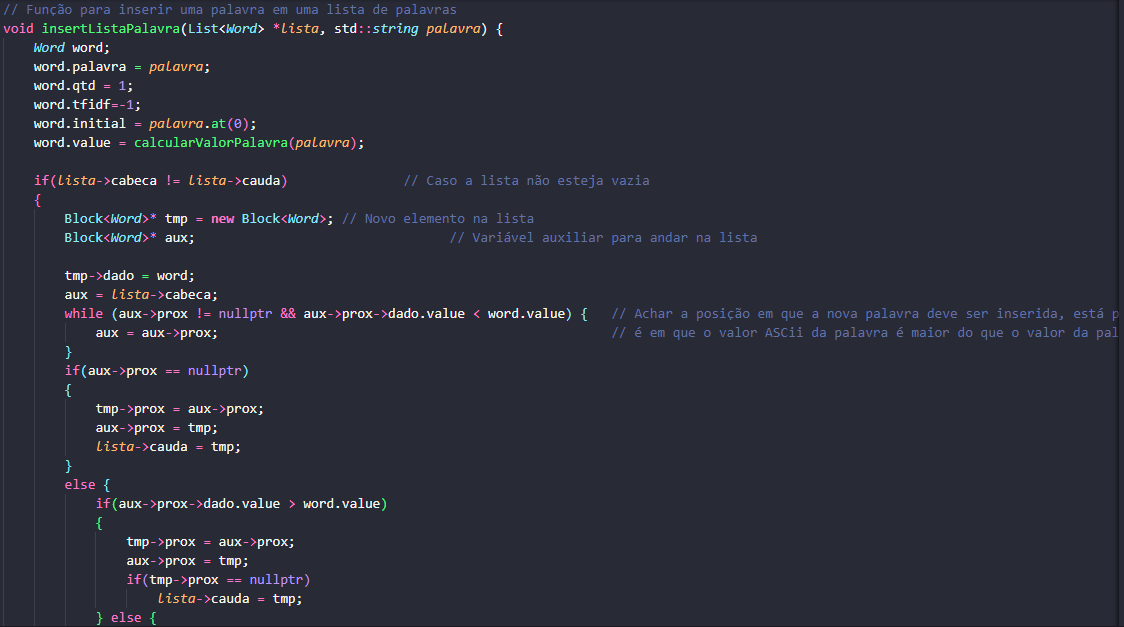 // Função para inserir uma palavra em uma lista de palavras
void insertListaPalavra(List<Word> *lista, std::string palavra) {
    Word word;
    word.palavra = palavra;
    word.qtd = 1;
    word.tfidf=-1;
    word.initial = palavra.at(0);
    word.value = calcularValorPalavra(palavra);

    if(lista->cabeca != lista->cauda)               // Caso a lista não esteja vazia
    {
        Block<Word>* tmp = new Block<Word>; // Novo elemento na lista
        Block<Word>* aux;                                 // Variável auxiliar para andar na lista

        tmp->dado = word;
        aux = lista->cabeca;
        while (aux->prox != nullptr && aux->prox->dado.value < word.value) {   // Achar a posição em que a nova palavra deve ser inserida, está p
            aux = aux->prox;                                                   // é em que o valor ASCii da palavra é maior do que o valor da pal
        }
        if(aux->prox == nullptr)
        {
            tmp->prox = aux->prox;
            aux->prox = tmp;
            lista->cauda = tmp;
        }
        else {
            if(aux->prox->dado.value > word.value)
            {
                tmp->prox = aux->prox;
                aux->prox = tmp;
                if(tmp->prox == nullptr)
                    lista->cauda = tmp;
            } else {